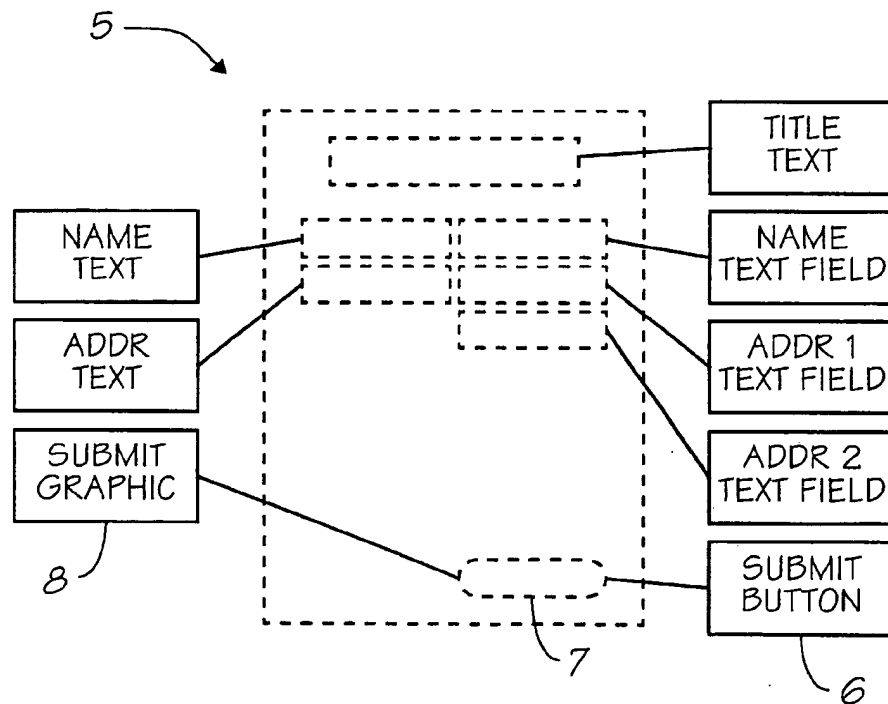 5
TITLE
TEXT
NAME
TEXT
NAME
TEXT FIELD
ADDR
TEXT
ADDR 1
TEXT FIELD
SUBMIT
GRAPHIC
ADDR 2
TEXT FIELD
8
SUBMIT
BUTTON
7
6